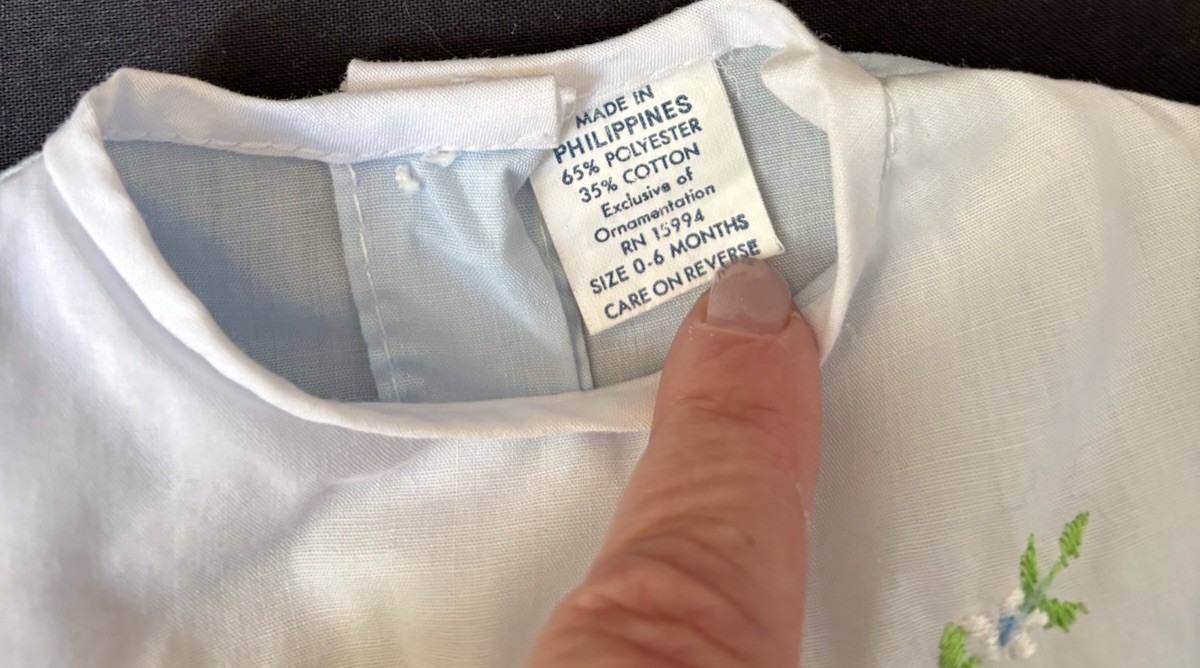 MADE IN
PHILIPPINES
65% POLYESTER
35% COTTON
Exclusive of
Ornamentation
RN 15994
SIZE 0-6 MONTHS
CARE ON REVERSE